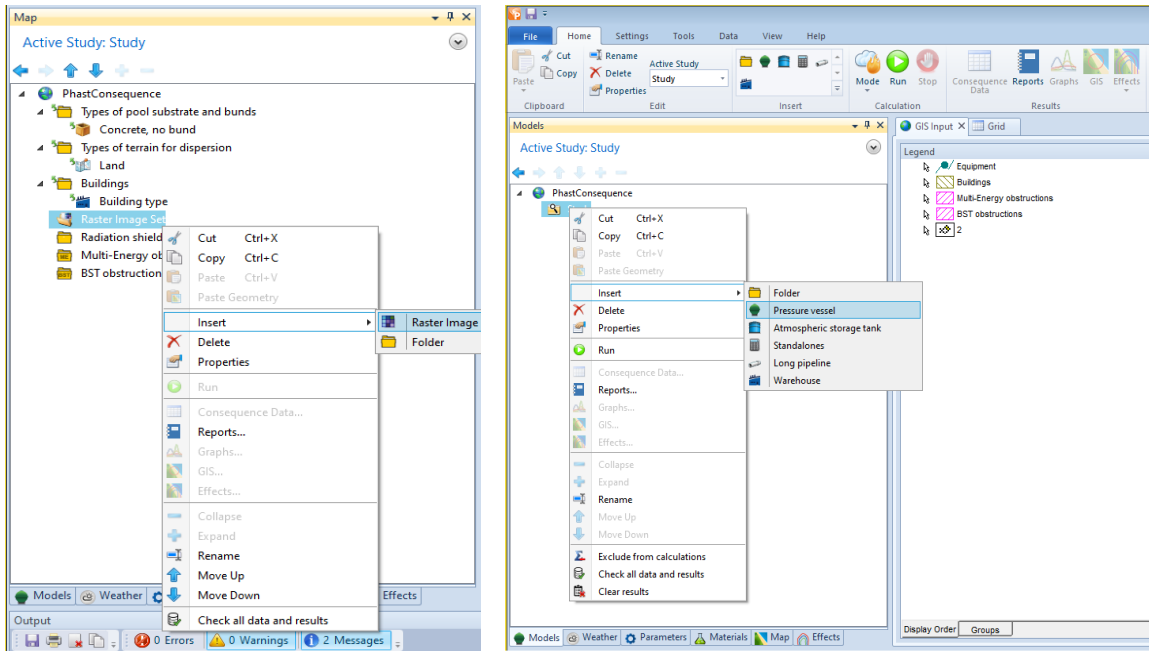 Map
Active Study: Study
PhastConsequence
Types of pool substrate and bunds
Concrete, no bund
Types of terrain for dispersion
Land
Buildings
Building type
Raster Image Set
Radiation shield
Multi-Energy ob
BST obstruction
Cut Ctrl+X
Copy Ctrl+C
Paste Ctrl+V
Paste Geometry
Insert
Delete
Properties
Run
Consequence Data...
Reports...
Graphs...
GIS...
Effects...
Collapse
Expand
Rename
Move Up
Move Down
Check all data and results
Raster Image
Folder
Models Weather Effects
Output
0 Errors 0 Warnings 2 Messages
File Home Settings Tools Data View Help
Paste
Cut
Copy
Clipboard
Rename
Delete
Properties
Active Study
Study
Edit
Insert
Mode Run Stop
Calculation
Consequence Data
Reports Graphs GIS Effects
Results
Models
Active Study: Study
PhastConsequence
Cut Ctrl+X
Copy Ctrl+C
Paste Ctrl+V
Paste Geometry
Insert
Delete
Properties
Run
Consequence Data...
Reports...
Graphs...
GIS...
Effects...
Collapse
Expand
Rename
Move Up
Move Down
Exclude from calculations
Check all data and results
Clear results
Folder
Pressure vessel
Atmospheric storage tank
Standalones
Long pipeline
Warehouse
Models Weather Parameters Materials Map Effects
GIS Input Grid
Legend
Equipment
Buildings
Multi-Energy obstructions
BST obstructions
2
Display Order Groups